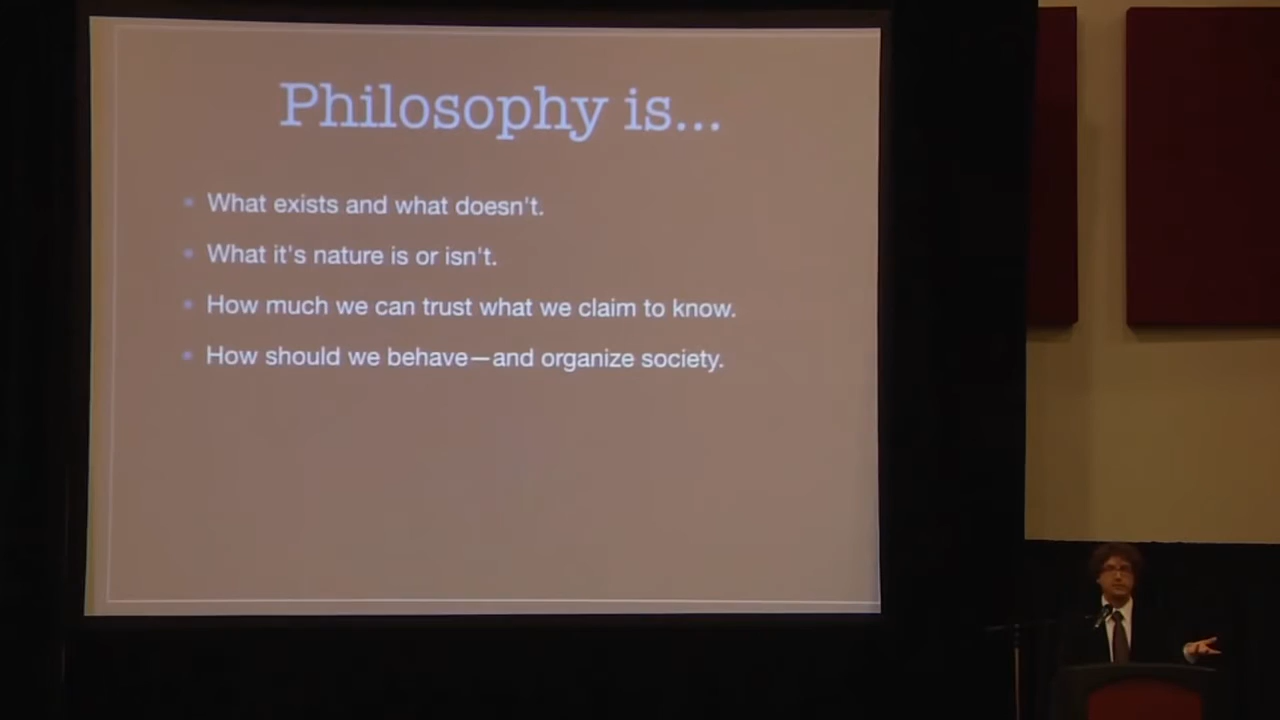 Philosophy is...
What exists and what doesn't.
What it's nature is or isn't.
How much we can trust what we claim to know.
How should we behave—and organize society.